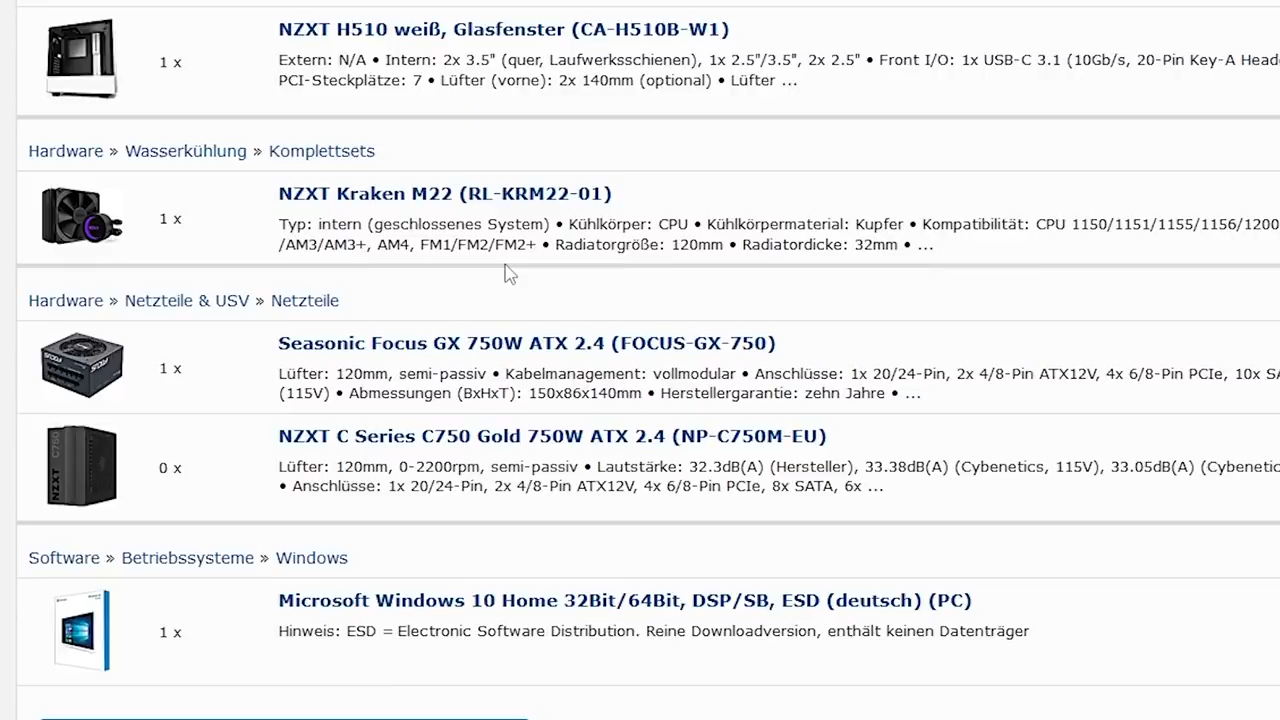 NZXT H510 weiß, Glasfenster (CA-H510B-W1)
1 x
Extern: N/A • Intern: 2x 3.5" (quer, Laufwerksschienen), 1x 2.5"/3.5", 2x 2.5" • Front I/O: 1x USB-C 3.1 (10Gb/s, 20-Pin Key-A
PCI-Steckplätze: 7 • Lüfter (vorne): 2x 140mm (optional) • Lüfter ...
Hardware » Wasserkühlung » Komplettsets
NZXT Kraken M22 (RL-KRM22-01)
1 x
Typ: intern (geschlossenes System) • Kühlkörper: CPU • Kühlkörpermaterial: Kupfer • Kompatibilität: CPU 1150/1151/1155/1156/1200
/AM3/AM3+, AM4, FM1/FM2/FM2+ • Radiatorgröße: 120mm • Radiatordicke: 32mm • ...
Hardware » Netzteile & USV » Netzteile
Seasonic Focus GX 750W ATX 2.4 (FOCUS-GX-750)
1 x
Lüfter: 120mm, semi-passiv • Kabelmanagement: vollmodular • Anschlüsse: 1x 20/24-Pin, 2x 4/8-Pin ATX12V, 4x 6/8-Pin PCIe, 10x
(115V) • Abmessungen (BxHxT): 150x86x140mm • Herstellergarantie: zehn Jahre • ...
NZXT C Series C750 Gold 750W ATX 2.4 (NP-C750M-EU)
0 x
Lüfter: 120mm, 0-2200rpm, semi-passiv • Lautstärke: 32.3dB(A) (Hersteller), 33.38dB(A) (Cybenetics, 115V), 33.05dB(A)
• Anschlüsse: 1x 20/24-Pin, 2x 4/8-Pin ATX12V, 4x 6/8-Pin PCIe, 8x SATA, 6x ...
Software » Betriebssysteme » Windows
Microsoft Windows 10 Home 32Bit/64Bit, DSP/SB, ESD (deutsch) (PC)
1 x
Hinweis: ESD = Electronic Software Distribution. Reine Downloadversion, enthält keinen Datenträger